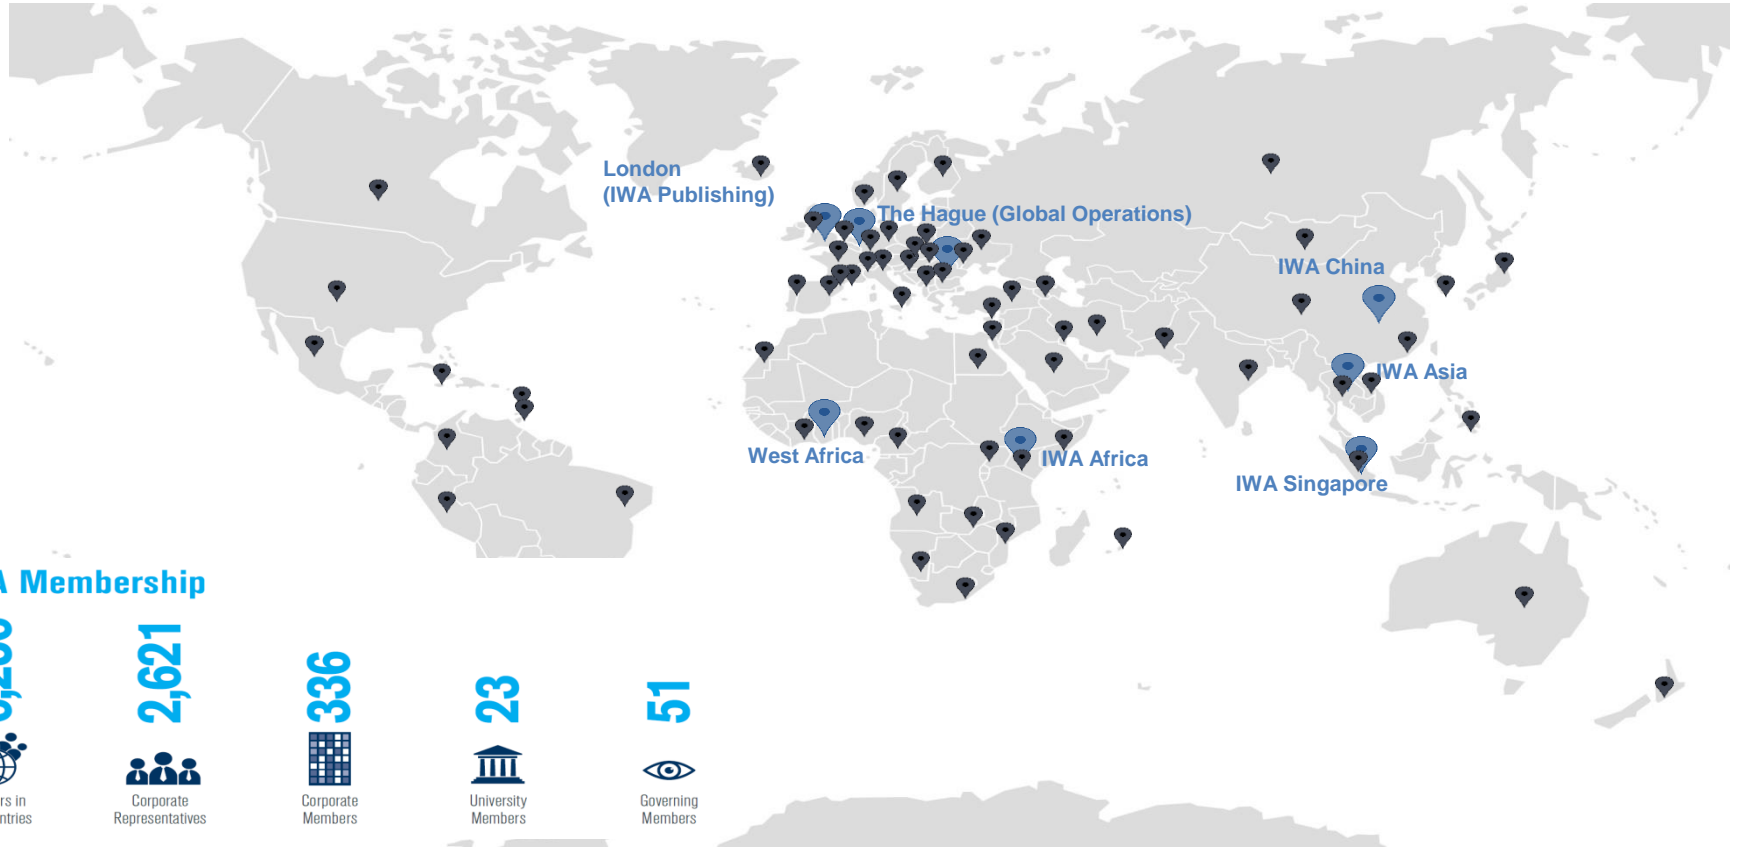 London
(IWA Publishing)
The Hague (Global Operations)
IWA China
IWA Asia
West Africa
IWA Africa
IWA Singapore
Membership
2,621
336
23
51
Corporate
Representatives
Corporate
Members
University
Members
Governing
Members